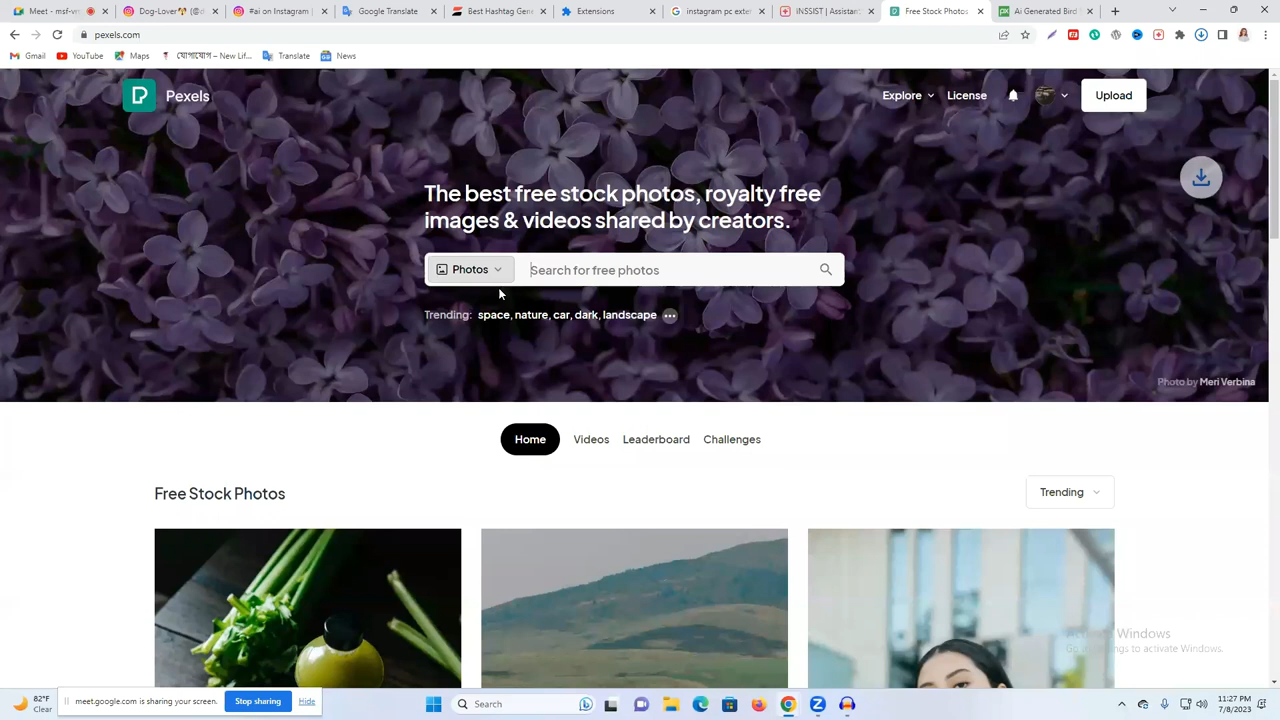 Meet - msf-vr
Dog-Lover
#ai on Instagram
Google Translate
Best Hashtag Gene
Extensions
instagram pc exten
INSSIST | Assistan
Free Stock Photos
Ai Generated Bird
pexels.com
Gmail
YouTube
Maps
যোগাযোগ – New Lif...
Translate
News
Pexels
Explore
License
Upload
The best free stock photos, royalty free
images & videos shared by creators.
Photos
Search for free photos
Trending: space, nature, car, dark, landscape
Photo by Meri Verbina
Home
Videos
Leaderboard
Challenges
Free Stock Photos
Trending
Activate Windows
Go to Settings to activate Windows.
82°F
Clear
meet.google.com is sharing your screen.
Stop sharing
Hide
Search
11:27 PM
7/8/2023